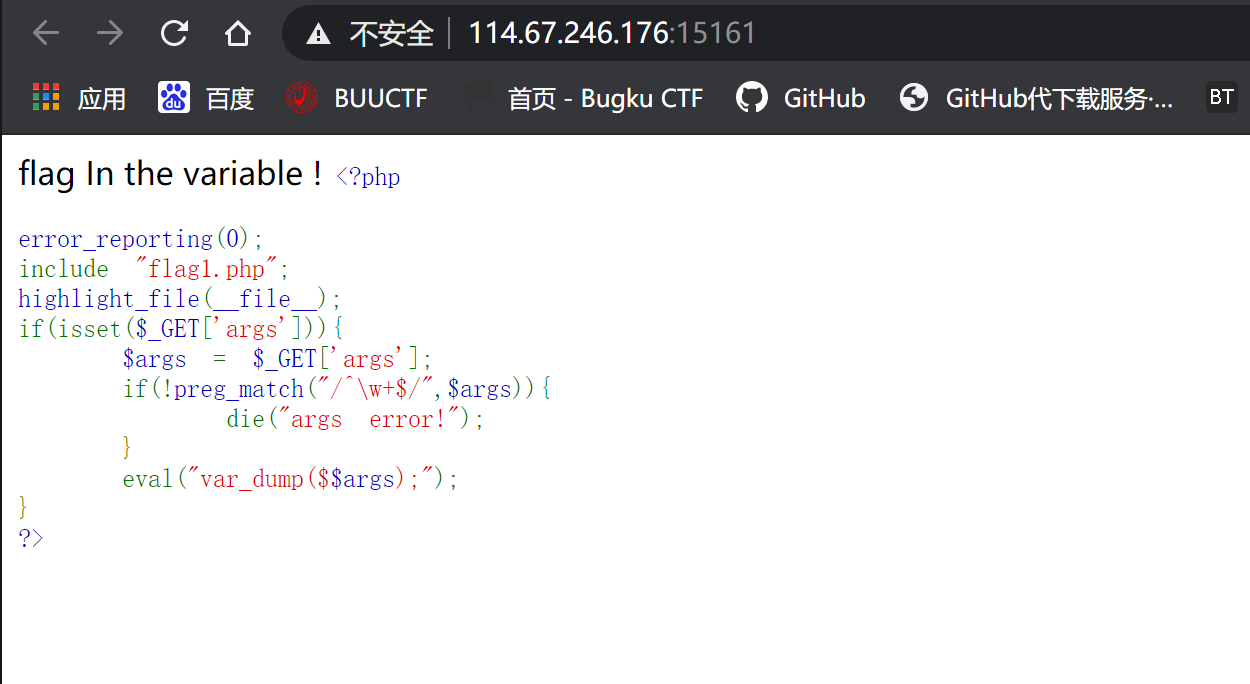 不安全 114.67.246.176:15161
应用 百度 BUUCTF 首页 - Bugku CTF GitHub GitHub代下载服务·... BT
flag In the variable ! <?php
error_reporting(0);
include "flag1.php";
highlight_file(__file__);
if(isset($_GET['args'])){
$args = $_GET['args'];
if(!preg_match("/^\w+$/",$args)){
die("args error!");
}
eval("var_dump($$args);");
}
?>